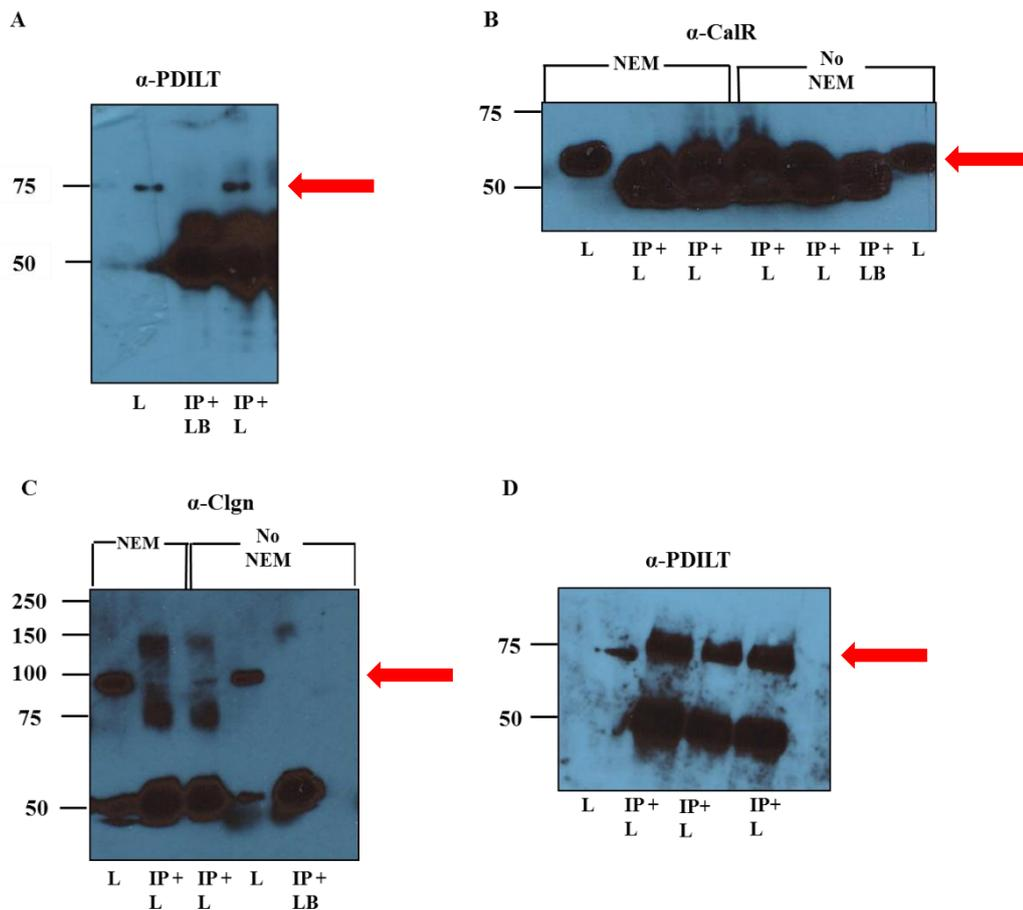 A
α-PDILT
75
50
L IP + IP +
LB L
B
α-CalR
NEM No
NEM
75
50
L IP + IP + IP + IP + IP + L
L L L L LB
C
α-Clgn
NEM No
NEM
250
150
100
75
50
L IP + IP + L IP +
L L LB
D
α-PDILT
75
50
L IP + IP+ IP+
L L L